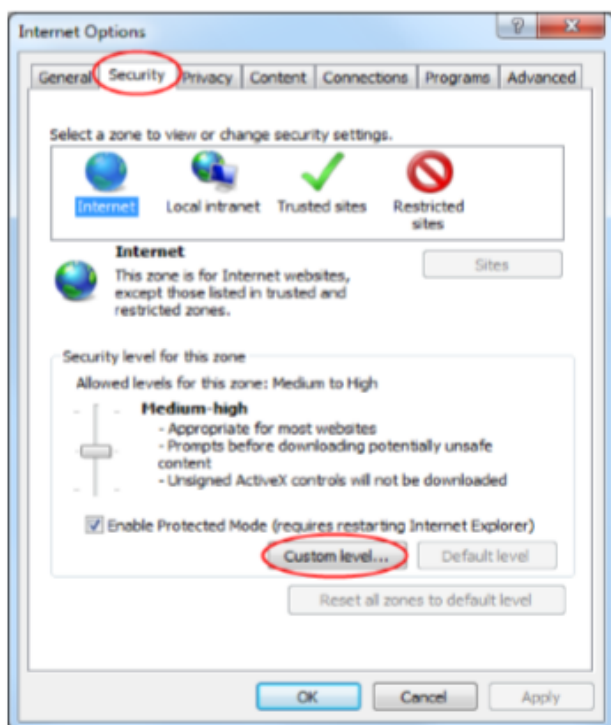 Internet Options
General Security Privacy Content Connections Programs Advanced
Select a zone to view or change security settings.
Internet Local intranet Trusted sites Restricted
sites
Internet
Sites
This zone is for Internet websites,
except those listed in trusted and
restricted zones.
Security level for this zone
Allowed levels for this zone: Medium to High
Medium-high
- Appropriate for most websites
- Prompts before downloading potentially unsafe
content
- Unsigned ActiveX controls will not be downloaded
Enable Protected Mode (requires restarting Internet Explorer)
Custom level... Default level
Reset all zones to default level
OK Cancel Apply